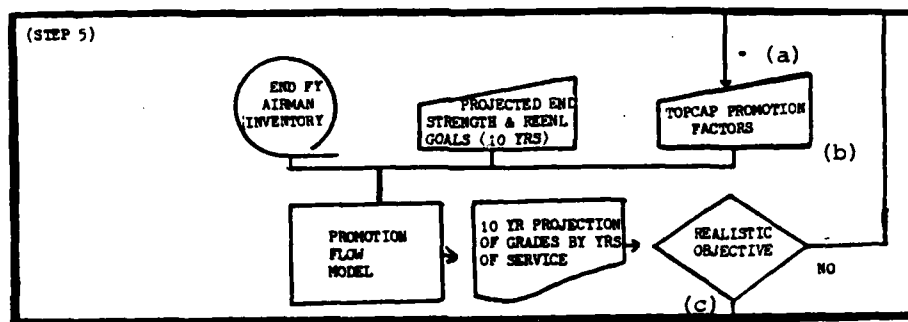 (STEP 5)
(a)
END FY
AIRMAN
INVENTORY
PROJECTED END
STRENGTH & REENL
GOALS (10 YRS)
TOPCAP PROMOTION
FACTORS
(b)
PROMOTION
FLOW
MODEL
10 YR PROJECTION
OF GRADES BY YRS
OF SERVICE
REALISTIC
OBJECTIVE
NO
(c)